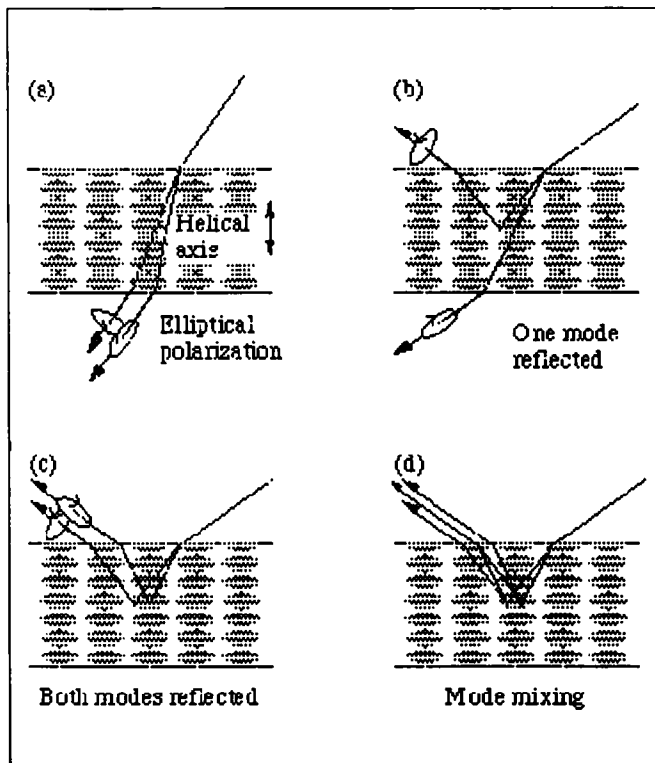 (a)
(b)
Helical
axis
Elliptical
polarization
One mode
reflected
(c)
(d)
Both modes reflected
Mode mixing